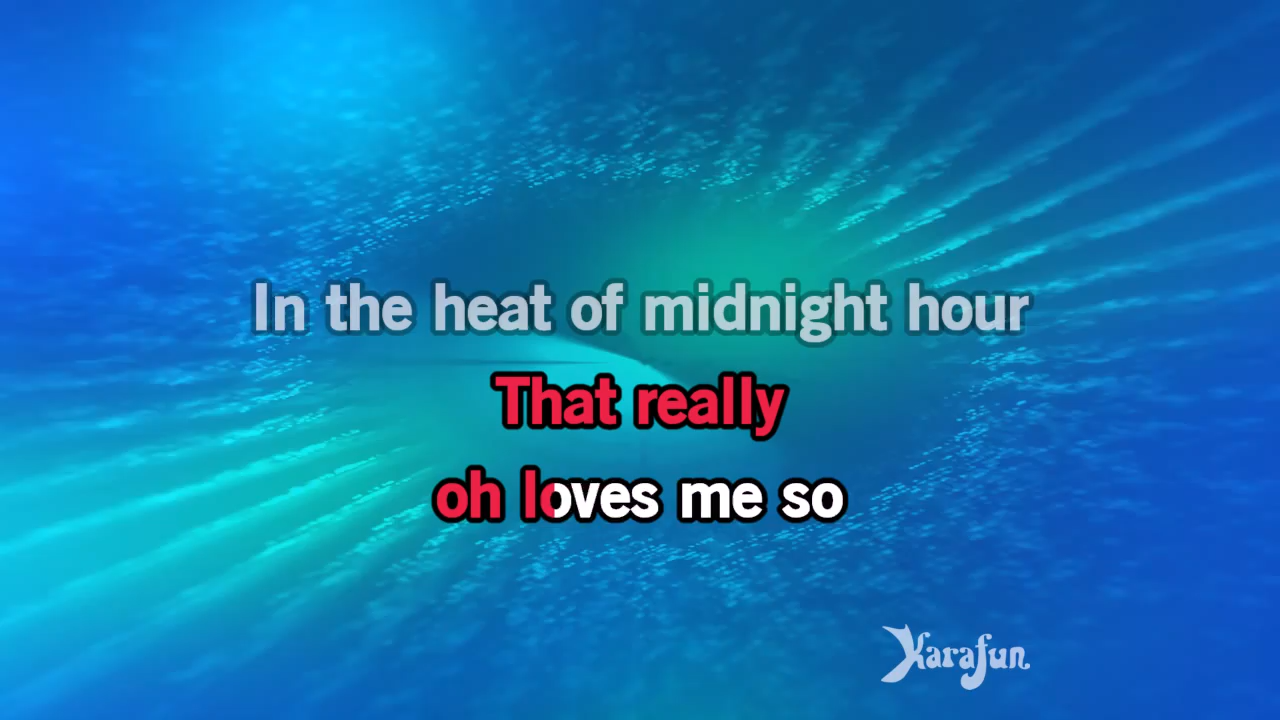 In the heat of midnight hour
That really
oh loves me so
Karafun